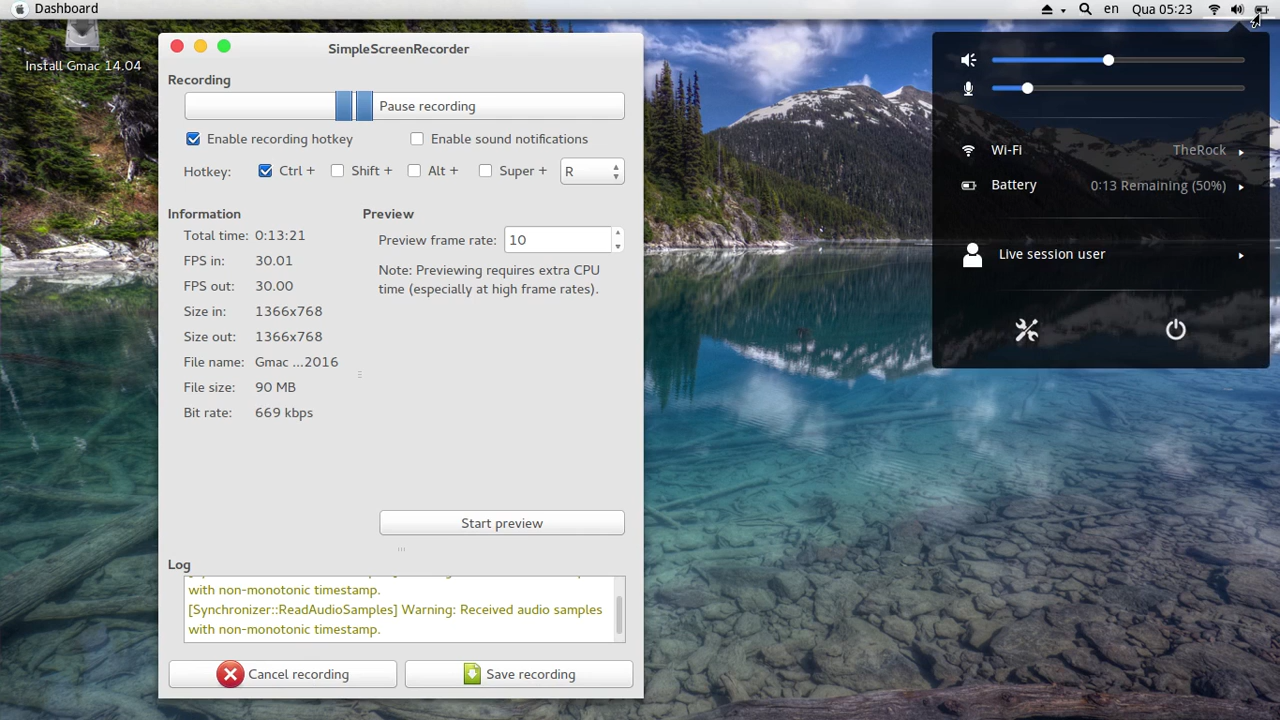 Dashboard
en
Qua 05:23
Install Gmac 14.04
SimpleScreenRecorder
Recording
Pause recording
Enable recording hotkey
Enable sound notifications
Hotkey:
Ctrl +
Shift +
Alt +
Super +
R
Information
Total time: 0:13:21
FPS in: 30.01
FPS out: 30.00
Size in: 1366x768
Size out: 1366x768
File name: Gmac ...2016
File size: 90 MB
Bit rate: 669 kbps
Preview
Preview frame rate: 10
Note: Previewing requires extra CPU
time (especially at high frame rates).
Start preview
Log
with non-monotonic timestamp.
[Synchronizer::ReadAudioSamples] Warning: Received audio samples
with non-monotonic timestamp.
Cancel recording
Save recording
Wi-Fi
TheRock
Battery
0:13 Remaining (50%)
Live session user